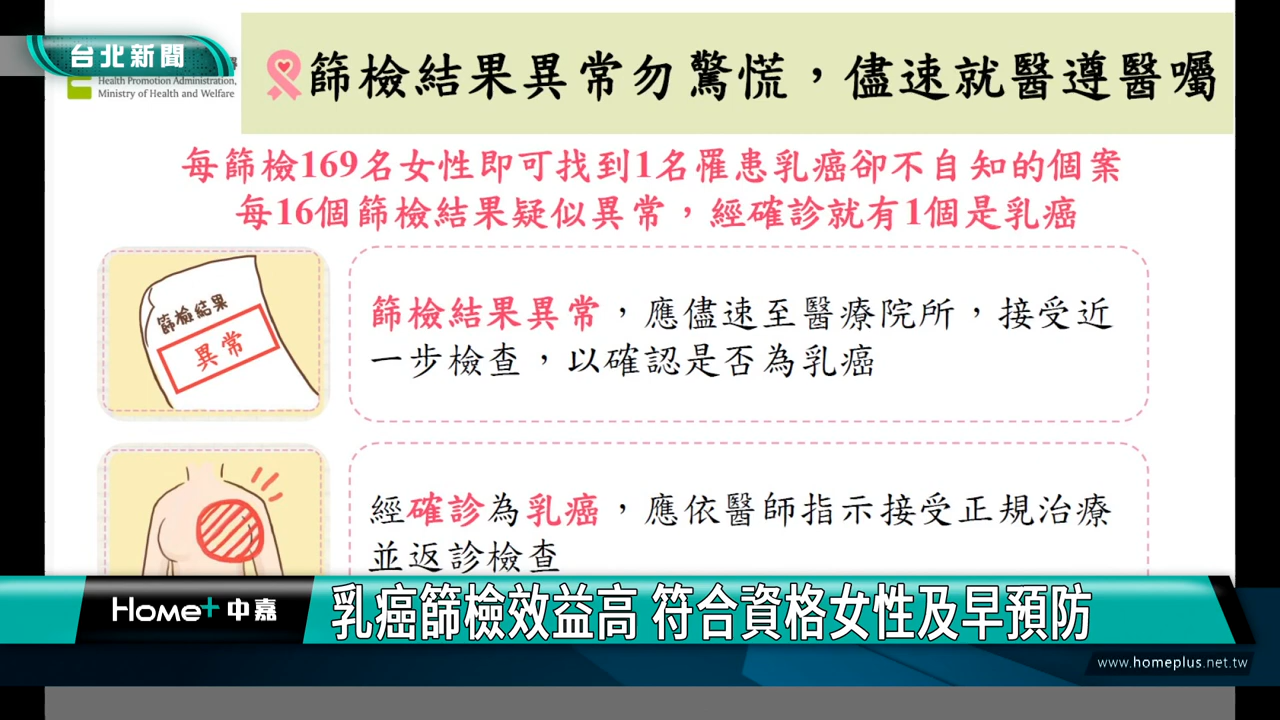 台北新聞
Health Promotion Administration,
Ministry of Health and Welfare
篩檢結果異常勿驚慌，儘速就醫遵醫囑
每篩檢169名女性即可找到1名罹患乳癌卻不自知的個案
每16個篩檢結果疑似異常，經確診就有1個是乳癌
篩檢結果
異常
篩檢結果異常，應儘速至醫療院所，接受近
一步檢查，以確認是否為乳癌
經確診為乳癌，應依醫師指示接受正規治療
並返診檢查
Home+中嘉
乳癌篩檢效益高 符合資格女性及早預防
www.homeplus.net.tw